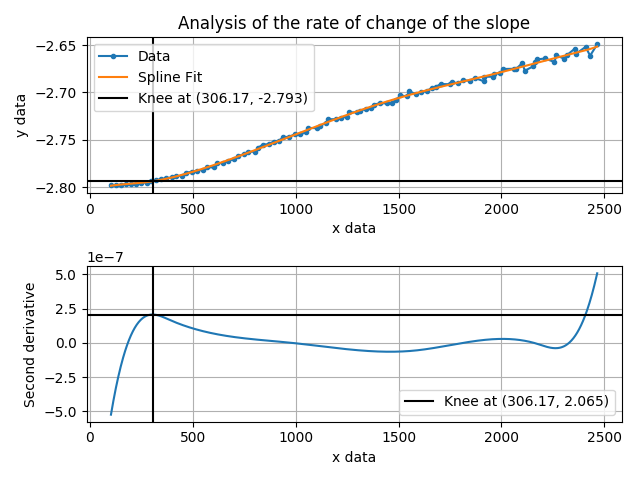 Analysis of the rate of change of the slope
−2.65
−2.70
−2.75
−2.80
y data
Data
Spline Fit
Knee at (306.17, -2.793)
0 500 1000 1500 2000 2500
x data
1e−7
5.0
2.5
0.0
−2.5
−5.0
Second derivative
Knee at (306.17, 2.065)
0 500 1000 1500 2000 2500
x data